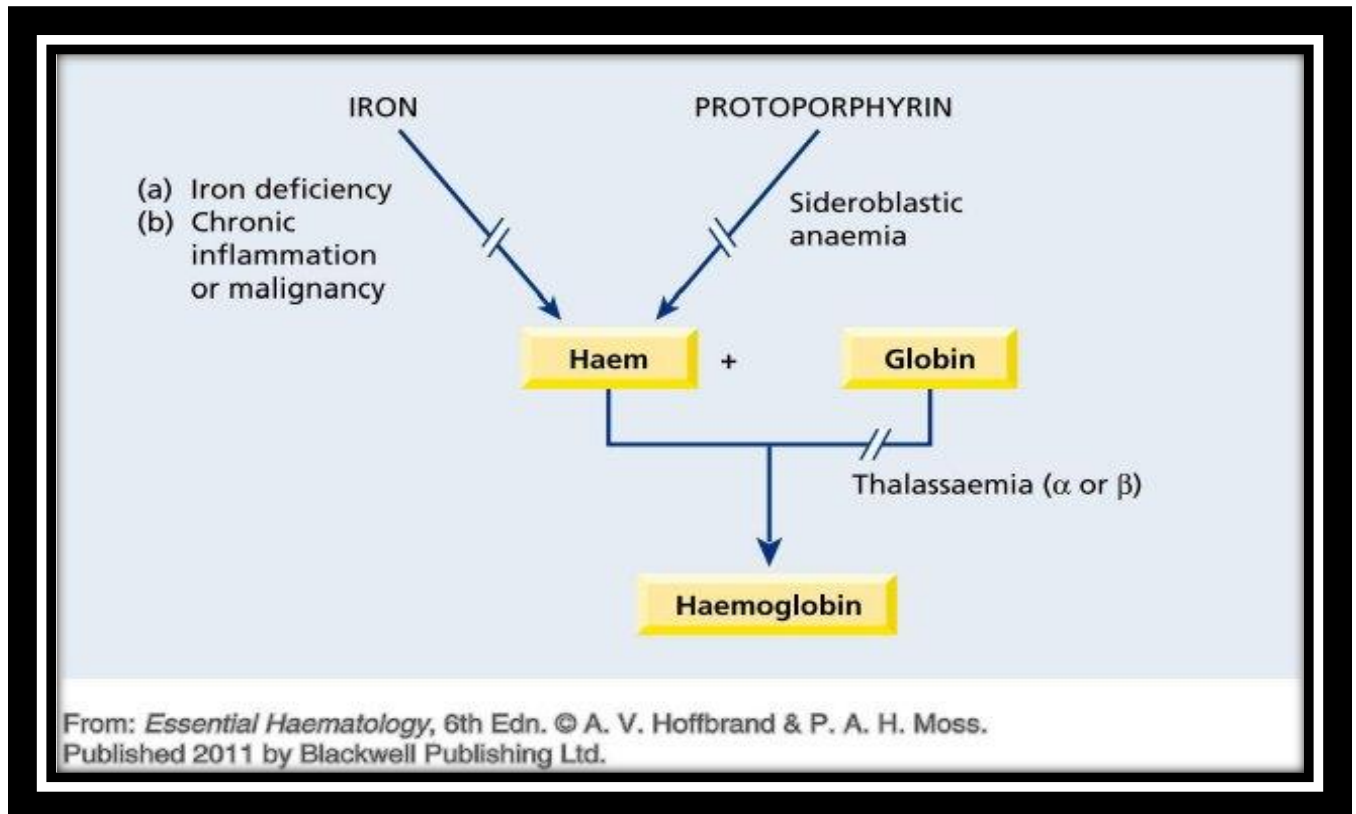 IRON
PROTOPORPHYRIN
(a) Iron deficiency
(b) Chronic
inflammation
or malignancy
Sideroblastic
anaemia
Haem
+
Globin
Thalassaemia (α or β)
Haemoglobin
From: Essential Haematology, 6th Edn. © A. V. Hoffbrand & P. A. H. Moss.
Published 2011 by Blackwell Publishing Ltd.